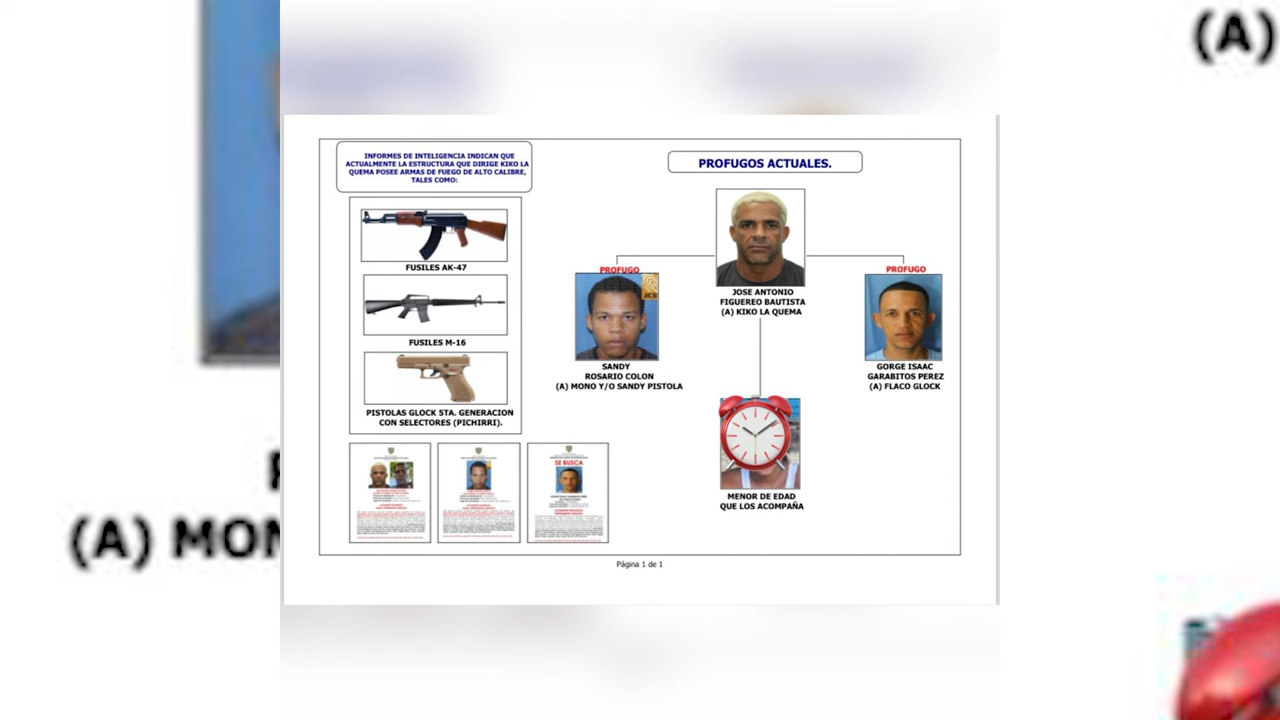 (A)
INFORMES DE INTELIGENCIA INDICAN QUE
ACTUALMENTE LA ESTRUCTURA QUE DIRIGE KIKO LA
QUEMA POSEE ARMAS DE FUEGO DE ALTO CALIBRE,
TALES COMO:
FUSILES AK-47
FUSILES M-16
PISTOLAS GLOCK 5TA. GENERACION
CON SELECTORES (PICHIRRI).
PROFUGOS ACTUALES.
JOSE ANTONIO
FIGUEREO BAUTISTA
(A) KIKO LA QUEMA
PROFUGO
JCE
SANDY
ROSARIO COLON
(A) MONO Y/O SANDY PISTOLA
PROFUGO
GORGE ISAAC
GARABITOS PEREZ
(A) FLACO GLOCK
MENOR DE EDAD
QUE LOS ACOMPAÑA
SE BUSCA
Página 1 de 1
(A) MON